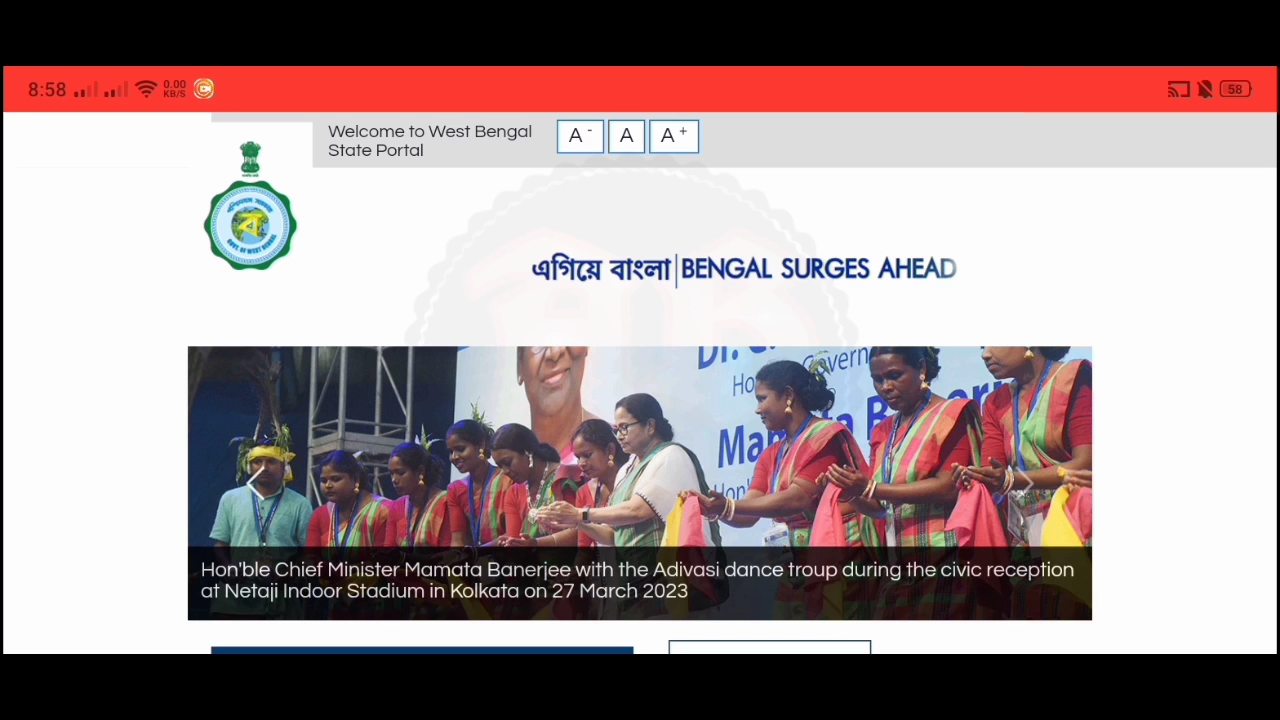 8:58
0.00
KB/S
58
Welcome to West Bengal
State Portal
A -
A
A +
এগিয়ে বাংলা|BENGAL SURGES AHEAD
Hon'ble Chief Minister Mamata Banerjee with the Adivasi dance troup during the civic reception
at Netaji Indoor Stadium in Kolkata on 27 March 2023